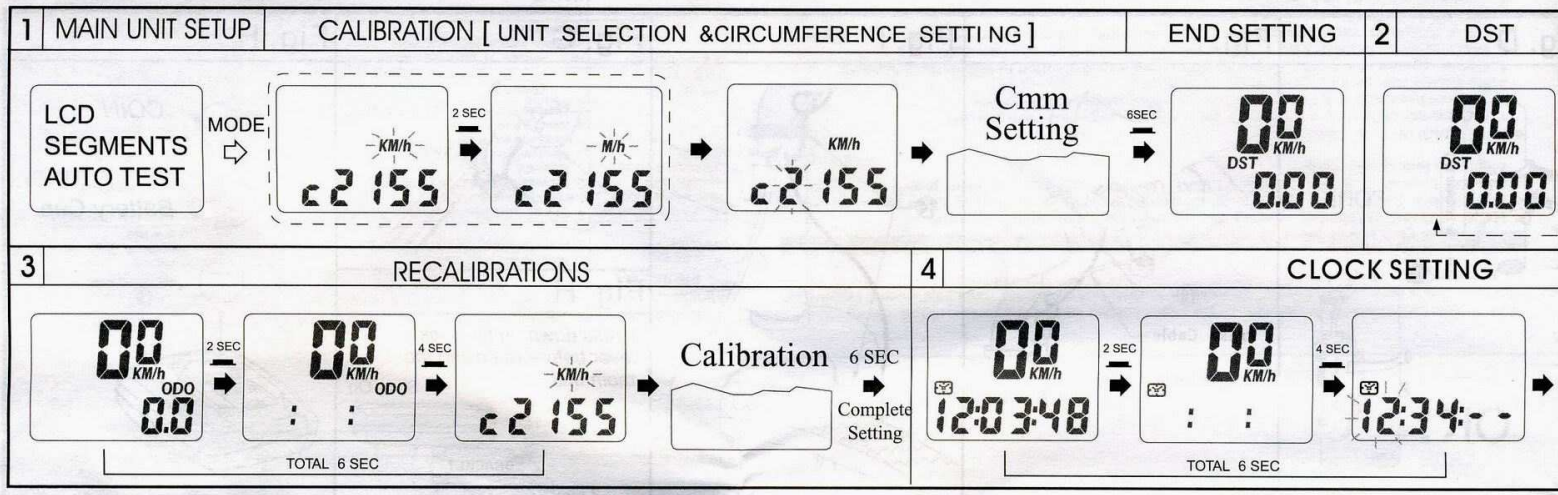 1 MAIN UNIT SETUP CALIBRATION [ UNIT SELECTION &CIRCUMFERENCE SETTI NG ] END SETTING 2 DST
LCD
SEGMENTS
AUTO TEST
MODE
KM/h
c2155
2 SEC
M/h
c2155
KM/h
c2155
Cmm
Setting
6SEC
00
KM/h
DST
0.00
00
KM/h
DST
0.00
3 RECALIBRATIONS 4 CLOCK SETTING
00
KM/h
ODO
0.0
2 SEC
00
KM/h
ODO
: :
4 SEC
KM/h
c2155
TOTAL 6 SEC
Calibration 6 SEC
Complete
Setting
00
KM/h
12:03:48
2 SEC
00
KM/h
: :
4 SEC
12:34:--
TOTAL 6 SEC